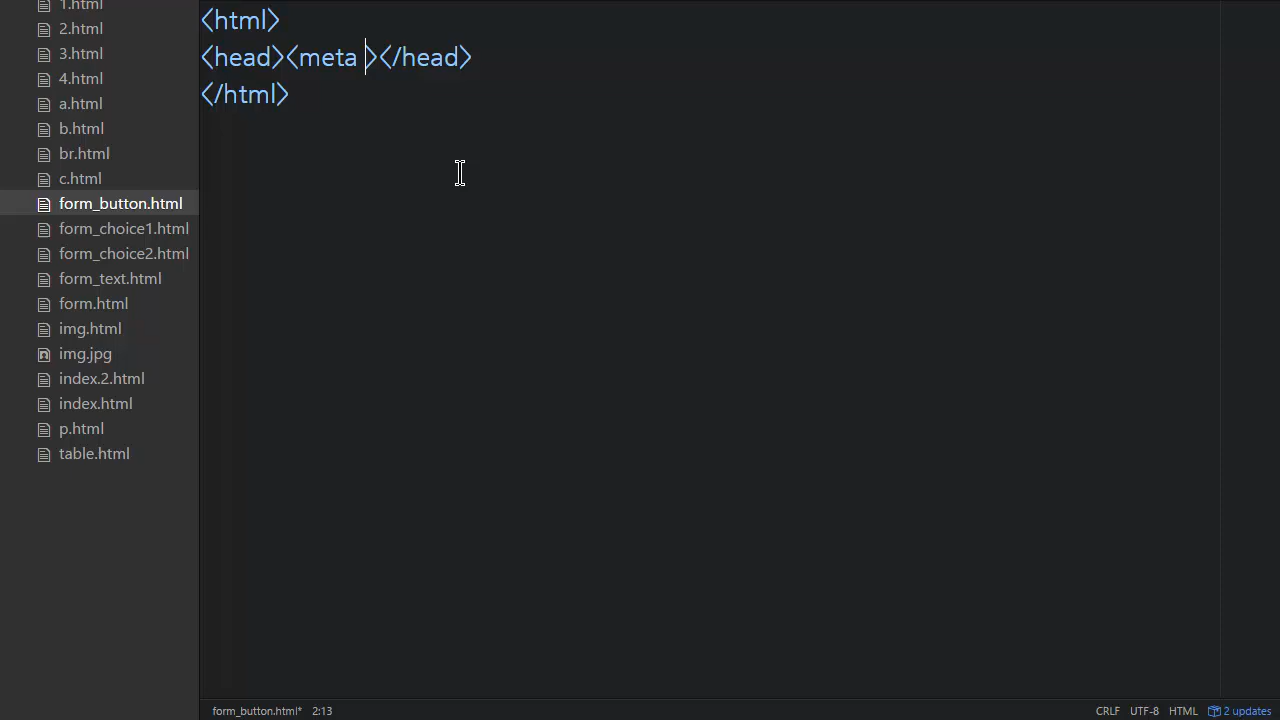 1.html
2.html
3.html
4.html
a.html
b.html
br.html
c.html
form_button.html
form_choice1.html
form_choice2.html
form_text.html
form.html
img.html
img.jpg
index.2.html
index.html
p.html
table.html
<html>
<head><meta ></head>
</html>
form_button.html* 2:13
CRLF UTF-8 HTML 2 updates